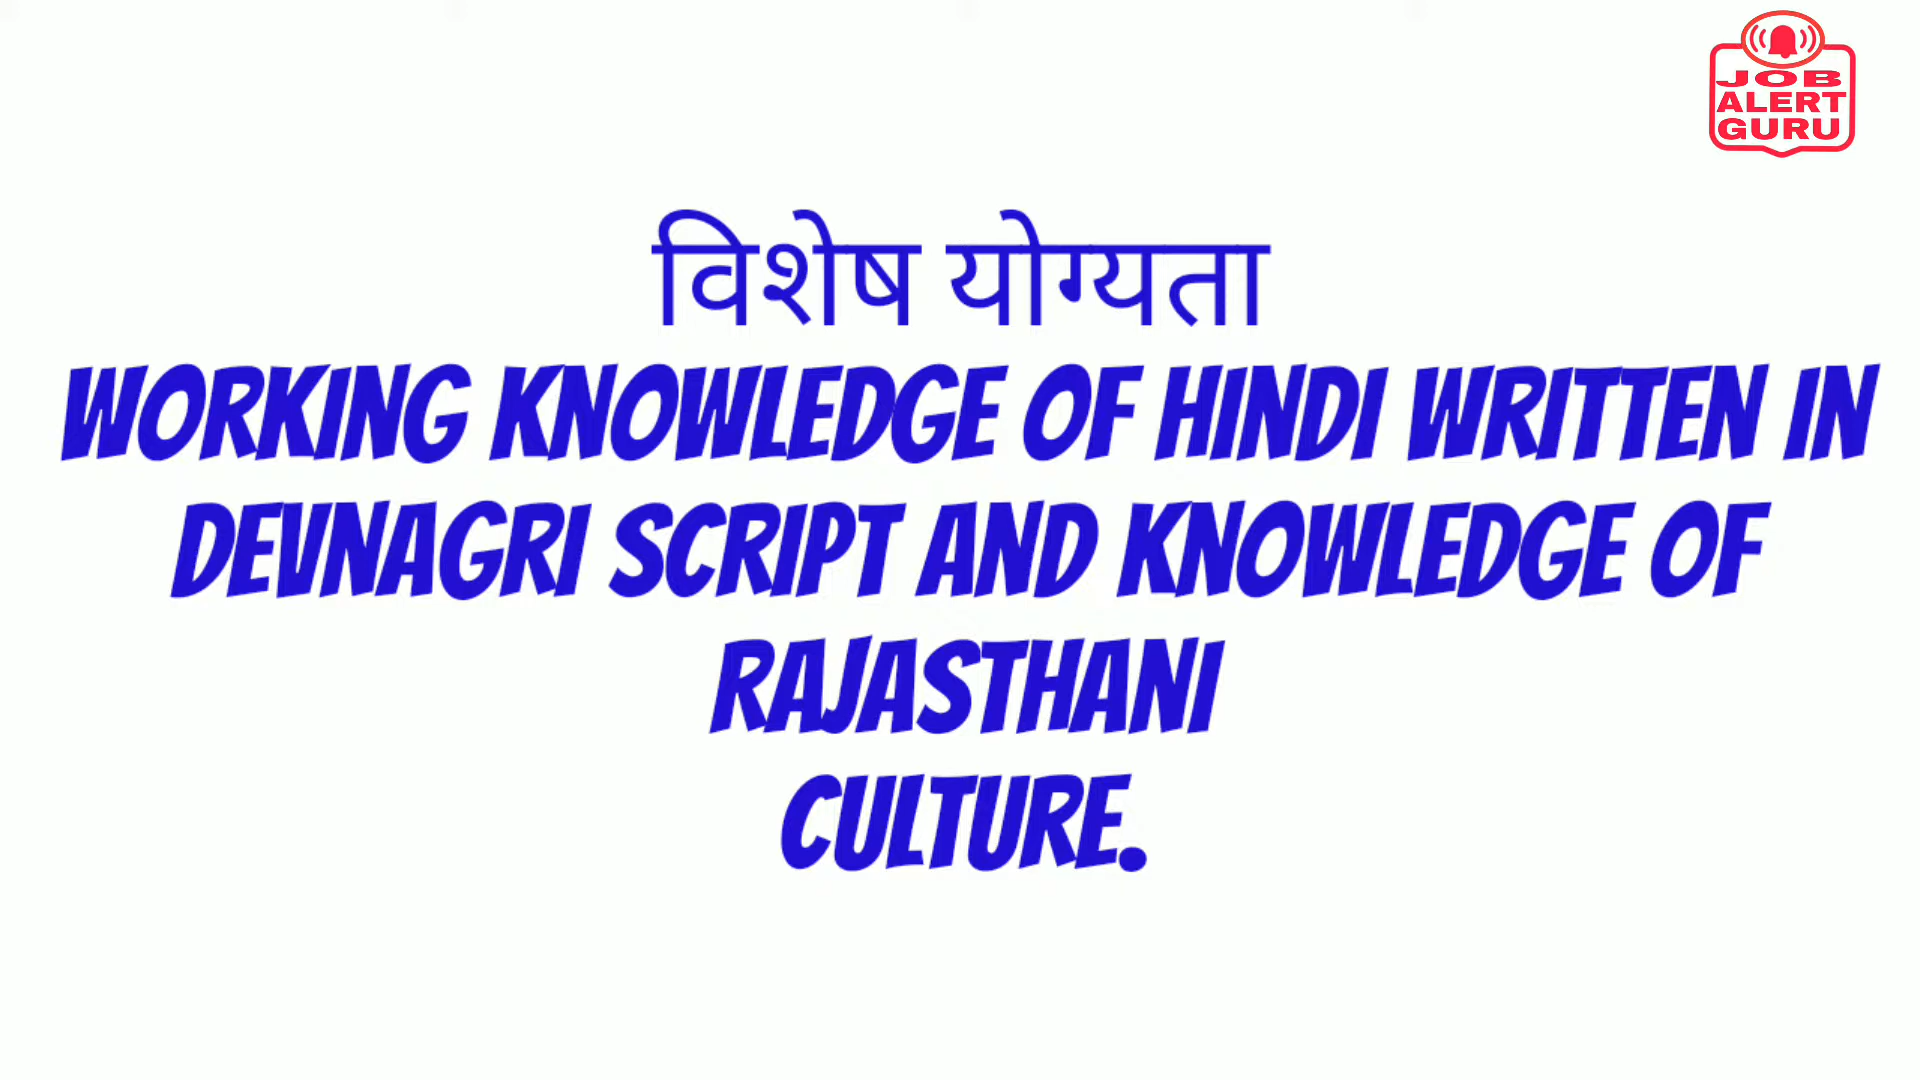 JOB
ALERT
GURU
विशेष योग्यता
WORKING KNOWLEDGE OF HINDI WRITTEN IN
DEVNAGRI SCRIPT AND KNOWLEDGE OF
RAJASTHANI
CULTURE.